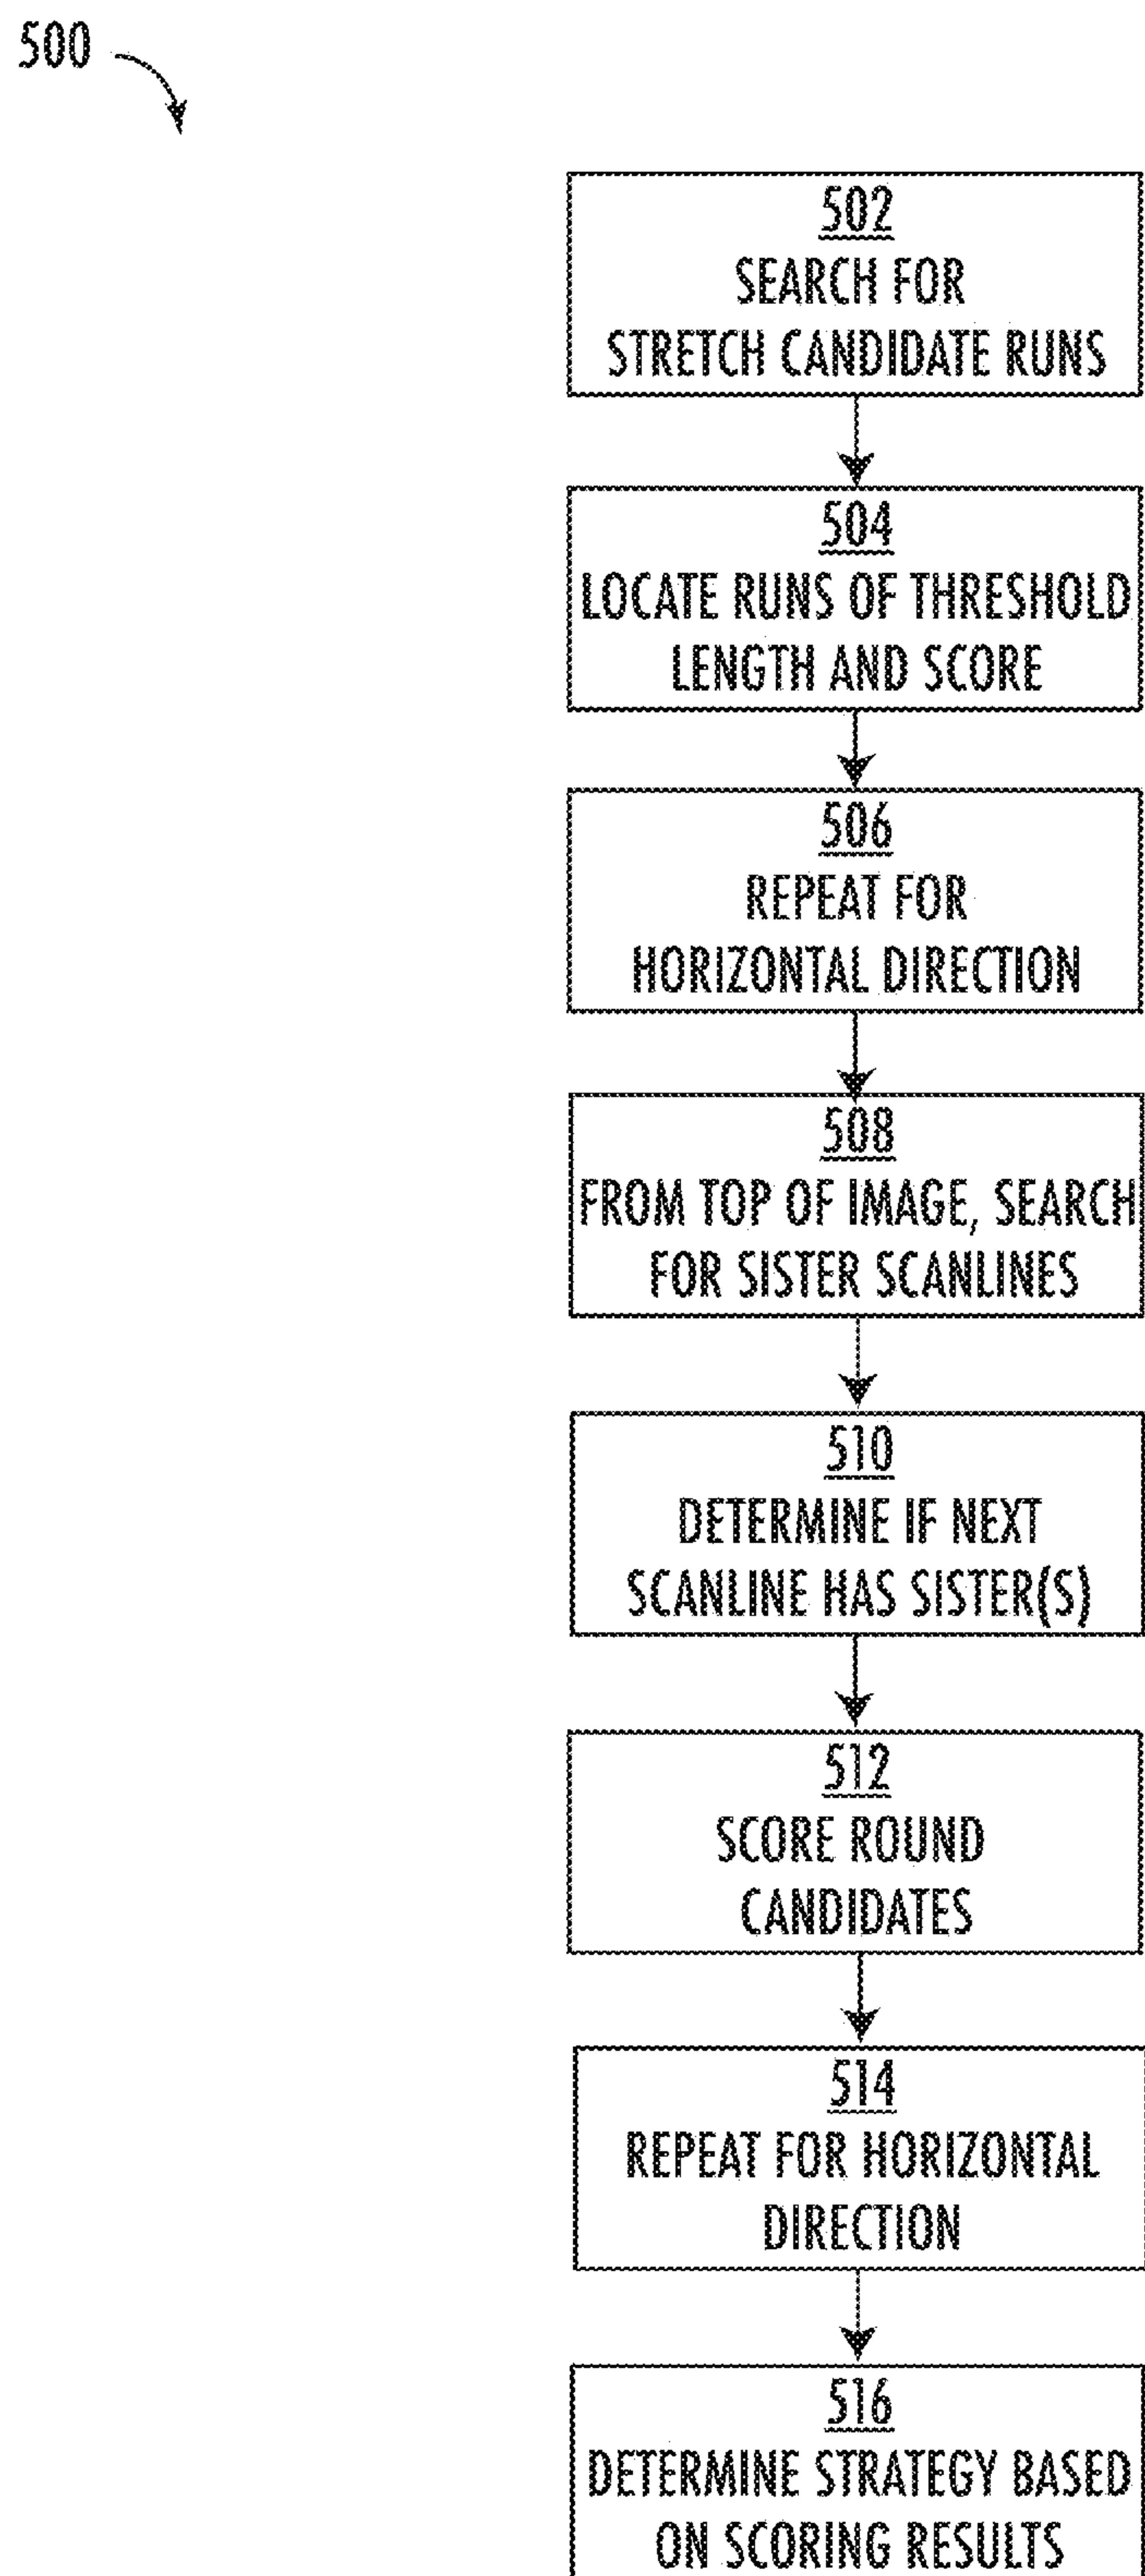 500
502
SEARCH FOR
STRETCH CANDIDATE RUNS
504
LOCATE RUNS OF THRESHOLD
LENGTH AND SCORE
506
REPEAT FOR
HORIZONTAL DIRECTION
508
FROM TOP OF IMAGE, SEARCH
FOR SISTER SCANLINES
510
DETERMINE IF NEXT
SCANLINE HAS SISTER(S)
512
SCORE ROUND
CANDIDATES
514
REPEAT FOR HORIZONTAL
DIRECTION
516
DETERMINE STRATEGY BASED
ON SCORING RESULTS